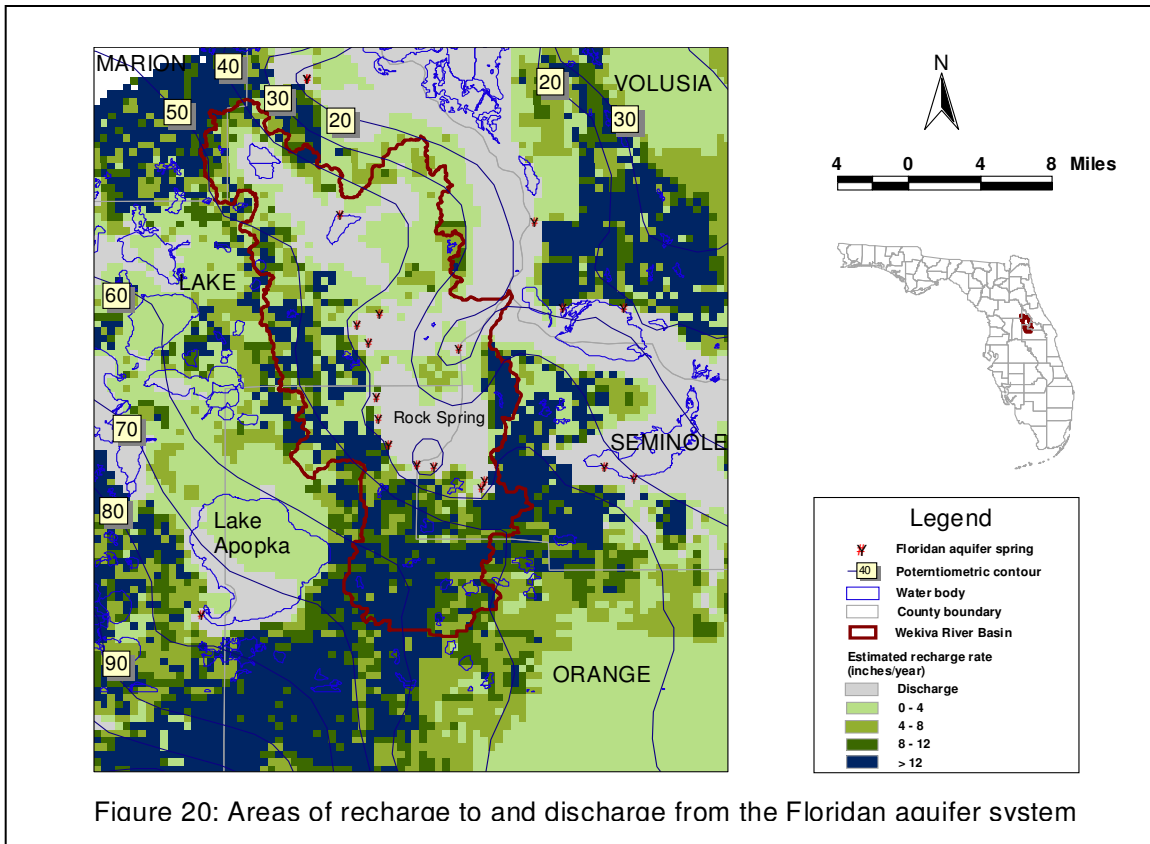 MARION
40
50
30
20
20
VOLUSIA
30
LAKE
60
Rock Spring
70
SEMINOLE
80
Lake
Apopka
90
ORANGE
N
4 0 4 8 Miles
Legend
Floridan aquifer spring
40 Potentiometric contour
Water body
County boundary
Wekiva River Basin
Estimated recharge rate
(inches/year)
Discharge
0 - 4
4 - 8
8 - 12
> 12
Figure 20: Areas of recharge to and discharge from the Floridan aquifer system